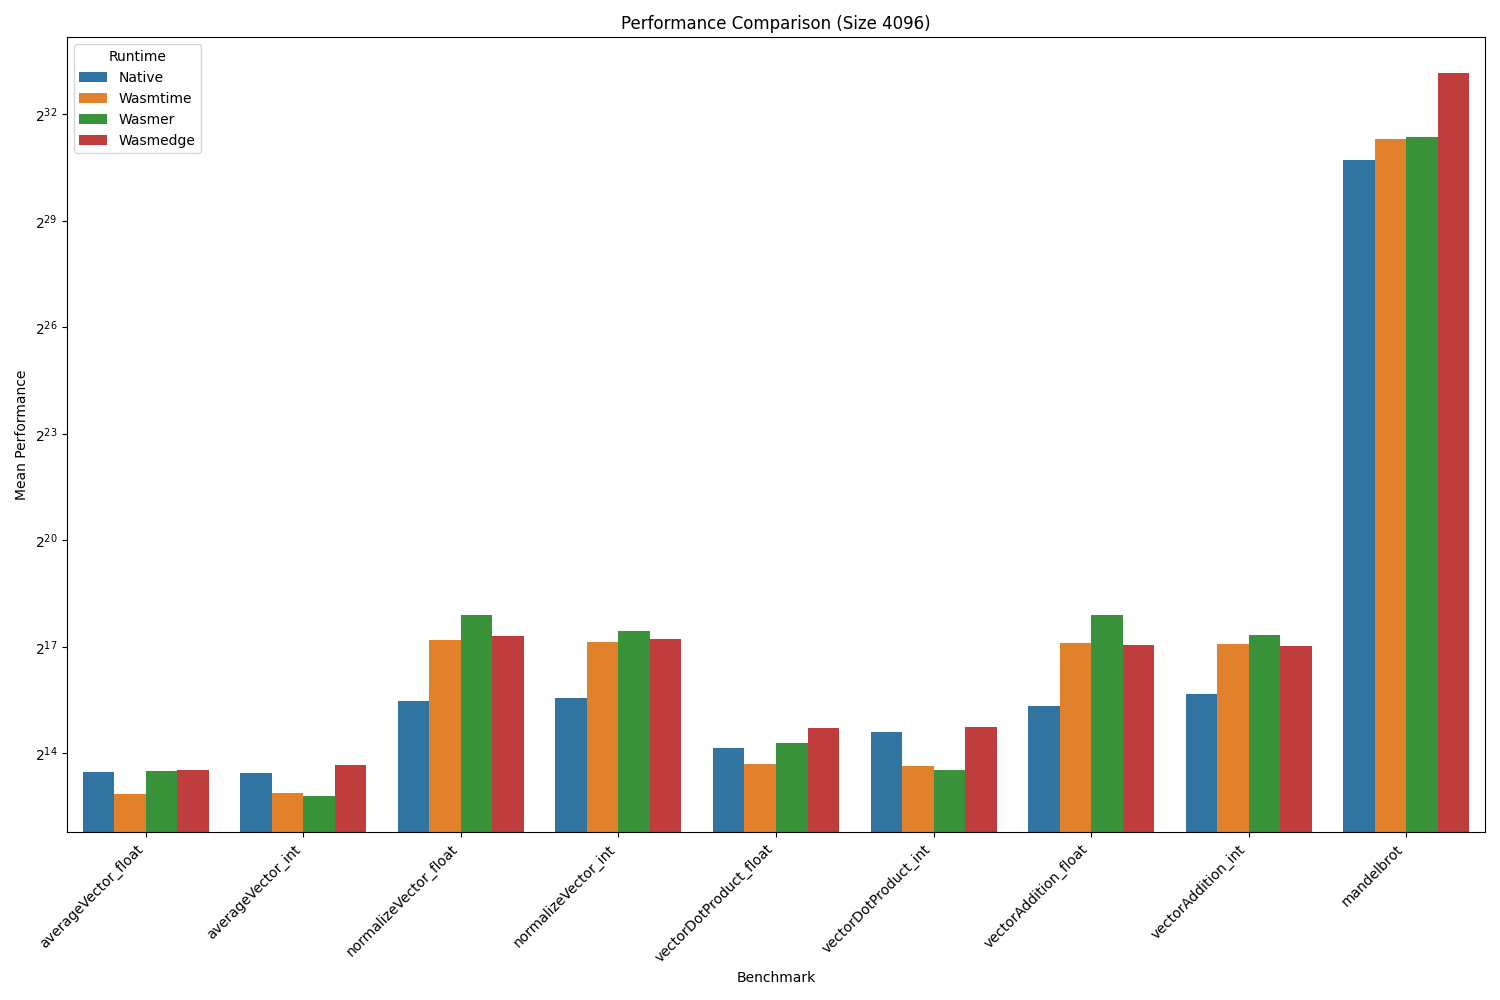 Performance Comparison (Size 4096)
Runtime
Native
Wasmtime
Wasmer
Wasmedge
2^32
2^29
2^26
2^23
2^20
2^17
2^14
Mean Performance
averageVector_float
averageVector_int
normalizeVector_float
normalizeVector_int
vectorDotProduct_float
vectorDotProduct_int
vectorAddition_float
vectorAddition_int
mandelbrot
Benchmark